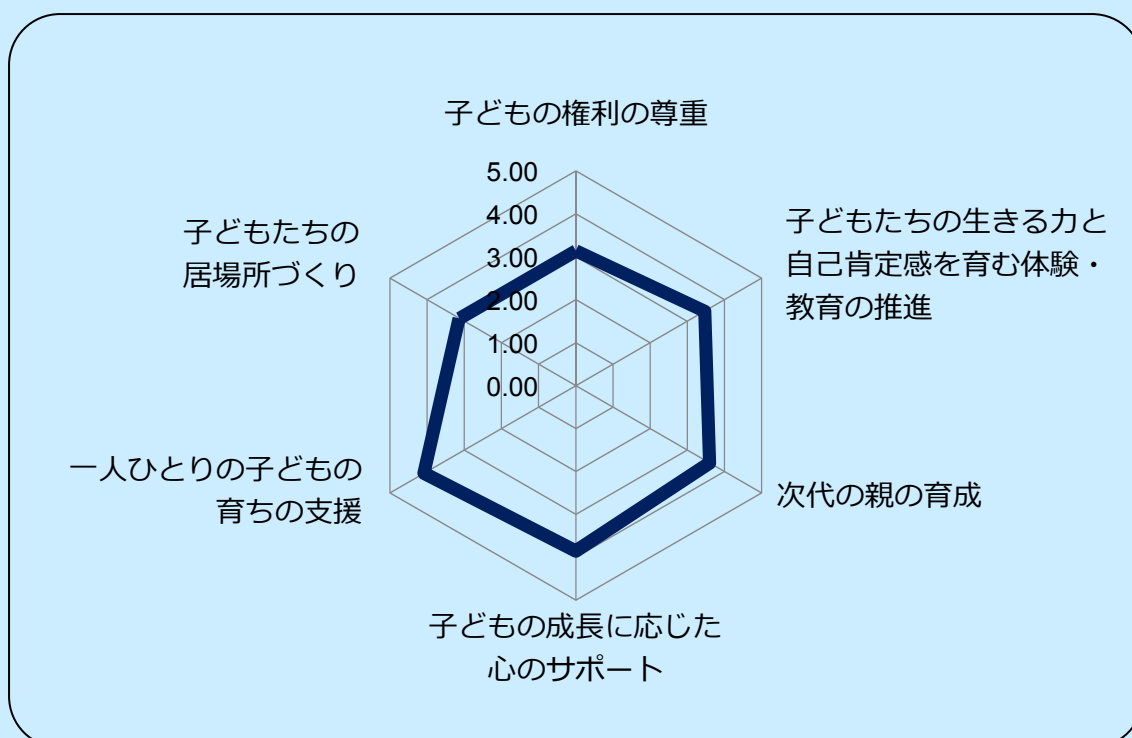 子どもの権利の尊重
5.00
4.00
3.00
2.00
1.00
0.00
子どもたちの生きる力と
自己肯定感を育む体験・
教育の推進
次代の親の育成
子どもの成長に応じた
心のサポート
一人ひとりの子どもの
育ちの支援
子どもたちの
居場所づくり